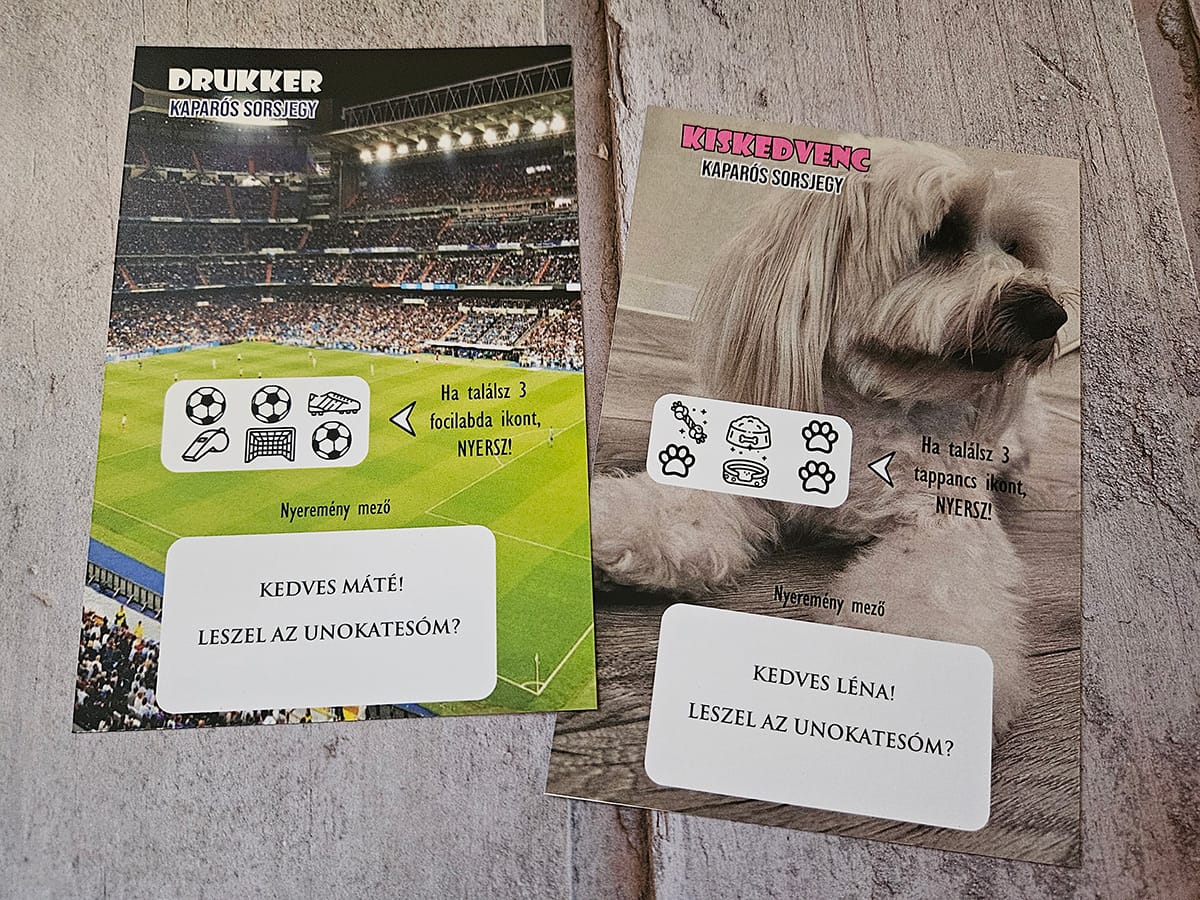 DRUKKER
KAPARÓS SORSJEGY
Ha találsz 3
focilabda ikont,
NYERSZ!
Nyeremény mező
KEDVES MÁTÉ!
LESZEL AZ UNOKATESÓM?
KISKEDVENC
KAPARÓS SORSJEGY
Ha találsz 3
tappancs ikont,
NYERSZ!
Nyeremény mező
KEDVES LÉNA!
LESZEL AZ UNOKATESÓM?